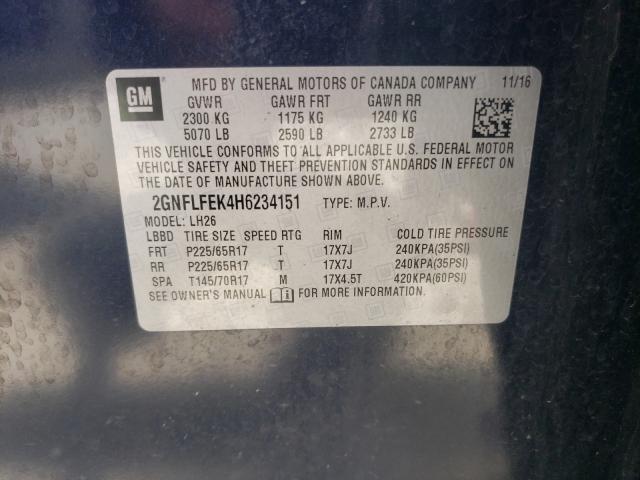 GM
MFD BY GENERAL MOTORS OF CANADA COMPANY 11/16
GVWR GAWR FRT GAWR RR
2300 KG 1175 KG 1240 KG
5070 LB 2590 LB 2733 LB
THIS VEHICLE CONFORMS TO ALL APPLICABLE U.S. FEDERAL MOTOR
VEHICLE SAFETY AND THEFT PREVENTION STANDARDS IN EFFECT ON
THE DATE OF MANUFACTURE SHOWN ABOVE.
2GNFLFEK4H6234151 TYPE: M.P.V.
MODEL: LH26
LBBD TIRE SIZE SPEED RTG RIM COLD TIRE PRESSURE
FRT P225/65R17 T 17X7J 240KPA(35PSI)
RR P225/65R17 T 17X7J 240KPA(35PSI)
SPA T145/70R17 M 17X4.5T 420KPA(60PSI)
SEE OWNER'S MANUAL FOR MORE INFORMATION.